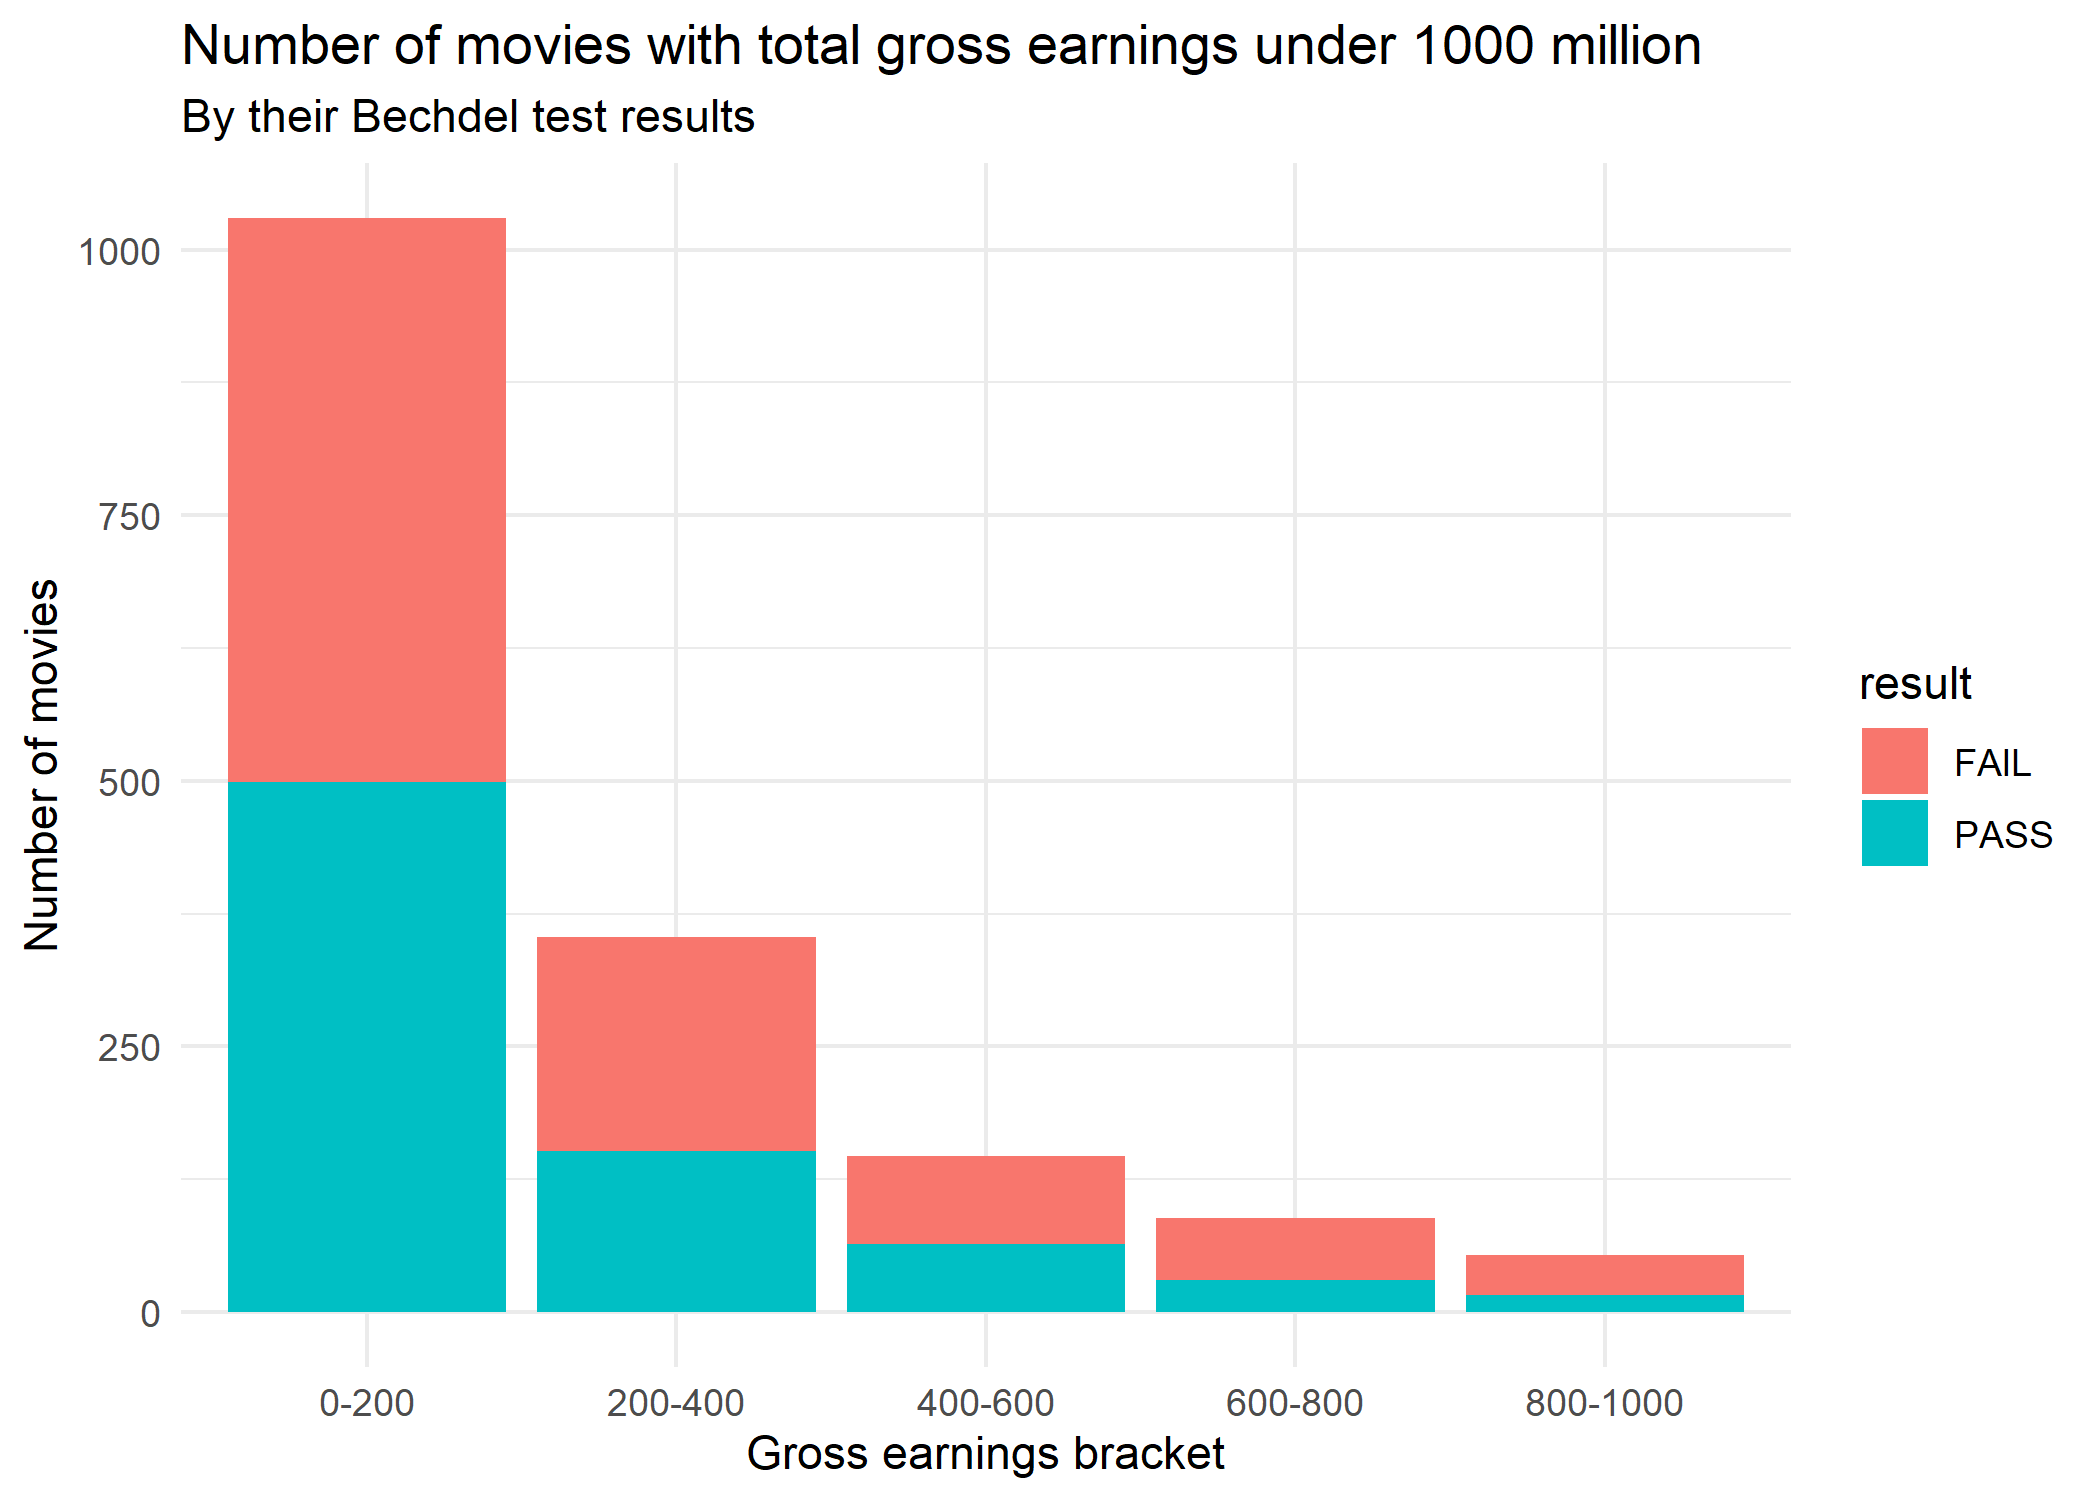 Number of movies with total gross earnings under 1000 million
By their Bechdel test results
1000
750
500
250
0
Number of movies
0-200 200-400 400-600 600-800 800-1000
Gross earnings bracket
result
FAIL
PASS